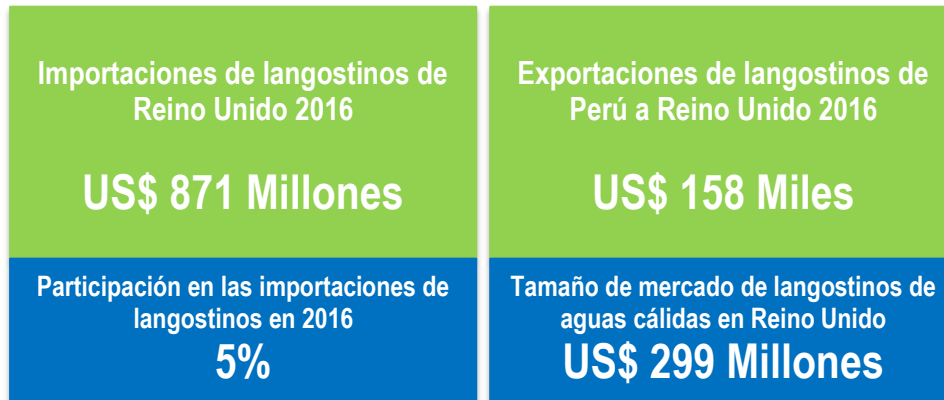 Importaciones de langostinos de
Reino Unido 2016
US$ 871 Millones
Participación en las importaciones de
langostinos en 2016
5%
Exportaciones de langostinos de
Perú a Reino Unido 2016
US$ 158 Miles
Tamaño de mercado de langostinos de
aguas cálidas en Reino Unido
US$ 299 Millones